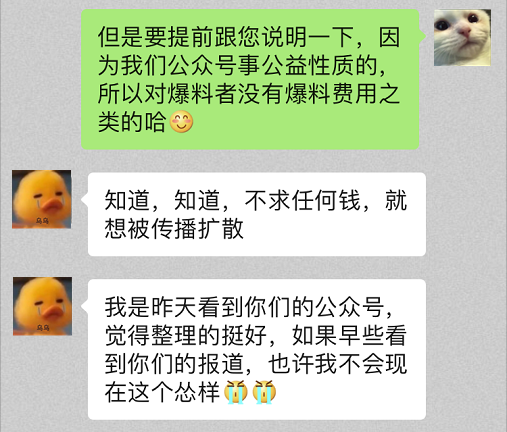 但是要提前跟您说明一下，因
为我们公众号事公益性质的，
所以对爆料者没有爆料费用之
类的哈😊
知道，知道，不求任何钱，就
想被传播扩散
我是昨天看到你们的公众号，
觉得整理的挺好，如果早些看
到你们的报道，也许我不会现
在这个怂样😭😭